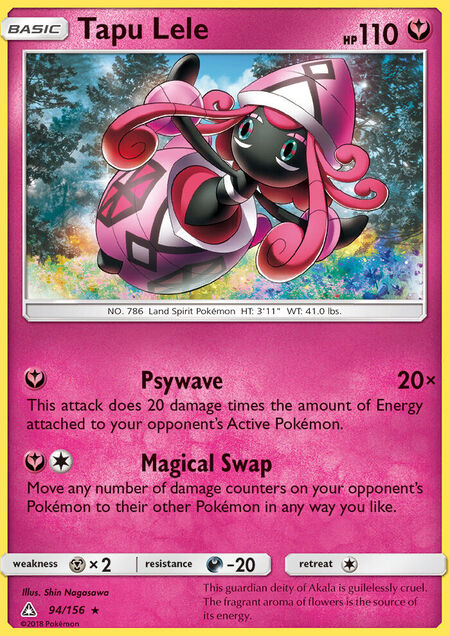 BASIC Tapu Lele HP 110
NO. 786 Land Spirit Pokémon HT: 3'11" WT: 41.0 lbs.
Psywave 20×
This attack does 20 damage times the amount of Energy
attached to your opponent's Active Pokémon.
Magical Swap
Move any number of damage counters on your opponent's
Pokémon to their other Pokémon in any way you like.
weakness ×2 resistance -20 retreat
Illus. Shin Nagasawa
94/156 ★
©2018 Pokémon
This guardian deity of Akala is guilelessly cruel.
The fragrant aroma of flowers is the source of
its energy.